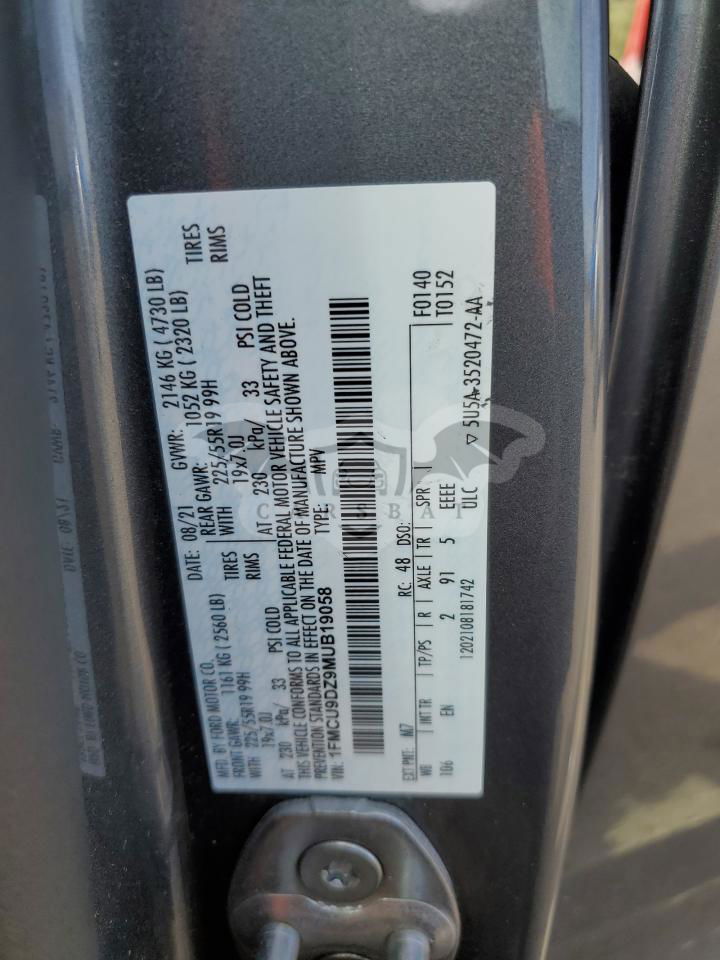 MFD. BY FORD MOTOR CO.
DATE: 08/21 GVWR: 2146 KG ( 4730 LB)
FRONT GAWR: 1161 KG ( 2560 LB) REAR GAWR: 1052 KG ( 2320 LB)
WITH 225/55R19 99H TIRES WITH 225/55R19 99H TIRES
19x7.0J RIMS 19x7.0J RIMS
AT 230 kPa/ 33 PSI COLD AT 230 kPa/ 33 PSI COLD
THIS VEHICLE CONFORMS TO ALL APPLICABLE FEDERAL MOTOR VEHICLE SAFETY AND THEFT
PREVENTION STANDARDS IN EFFECT ON THE DATE OF MANUFACTURE SHOWN ABOVE.
VIN: 1FMCU9DZ9MUB19058 TYPE: MPV
F0140
T0152
EXT PNT: M7 RC: 48 DSO:
WB INT TR TP/PS R AXLE TR SPR
106 EN 2 91 5 EEEE
1202108181742 ULC
▽ 5U5A-3520472-AA
CARSBAT